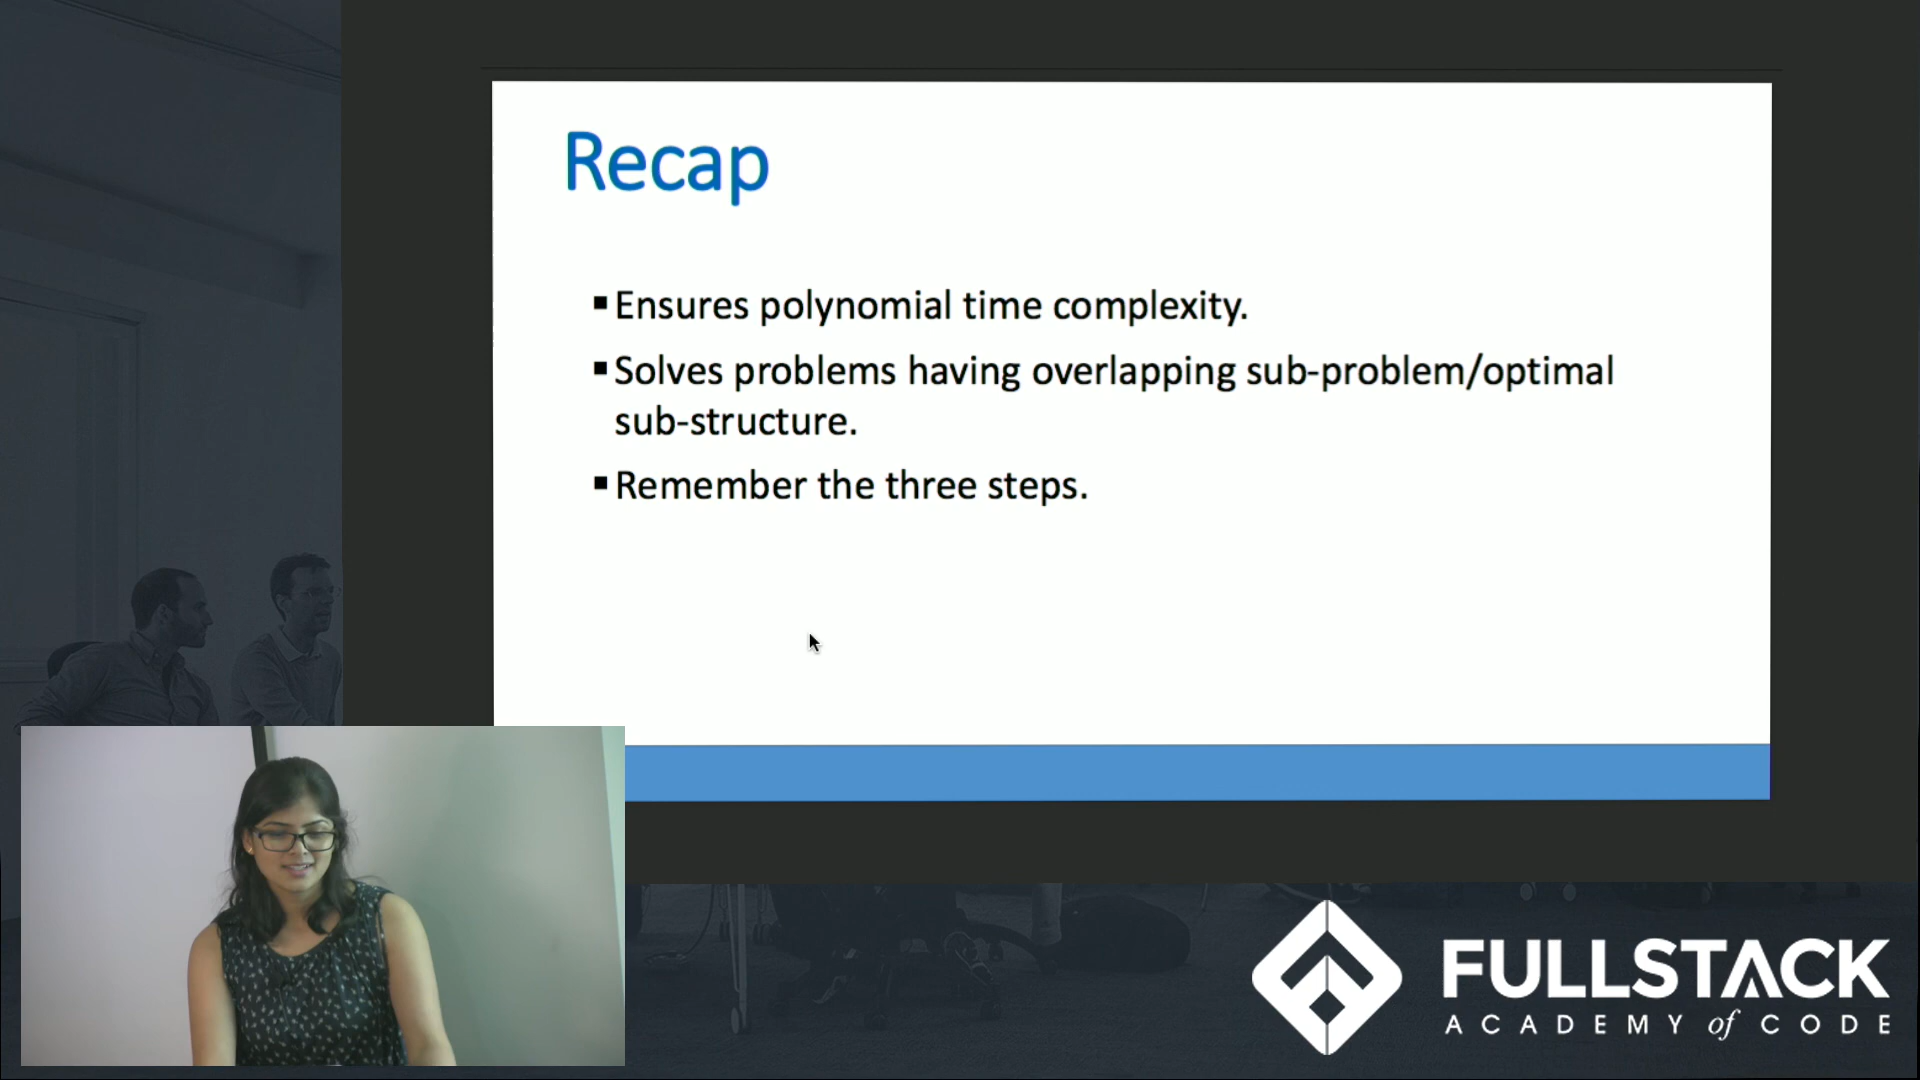 Recap
▪Ensures polynomial time complexity.
▪Solves problems having overlapping sub-problem/optimal
sub-structure.
▪Remember the three steps.
FULLSTACK
ACADEMY of CODE